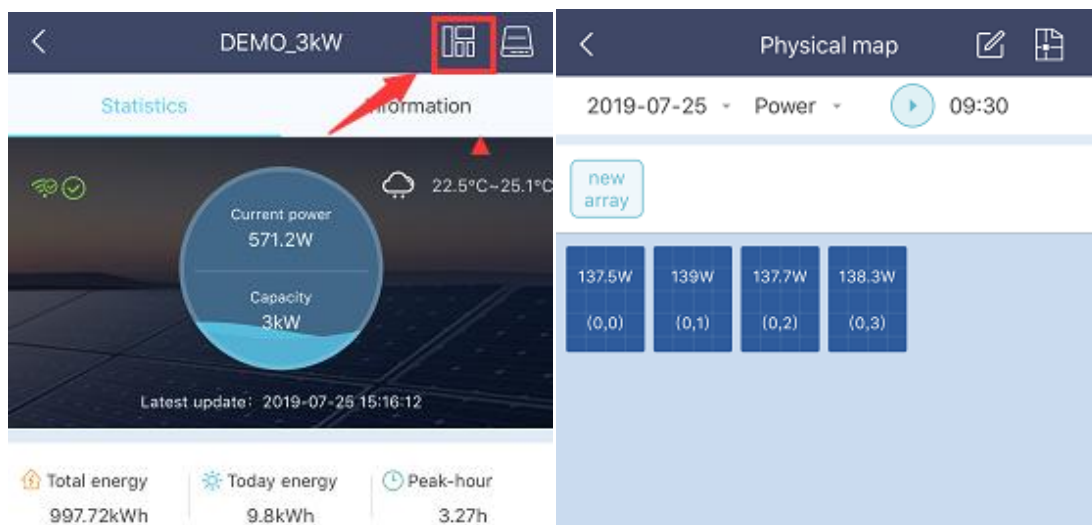 DEMO_3kW
Statistics
Information
22.5°C~25.1°C
Current power
571.2W
Capacity
3kW
Latest update: 2019-07-25 15:16:12
Total energy
997.72kWh
Today energy
9.8kWh
Peak-hour
3.27h
Physical map
2019-07-25
Power
09:30
new
array
137.5W
(0,0)
139W
(0,1)
137.7W
(0,2)
138.3W
(0,3)